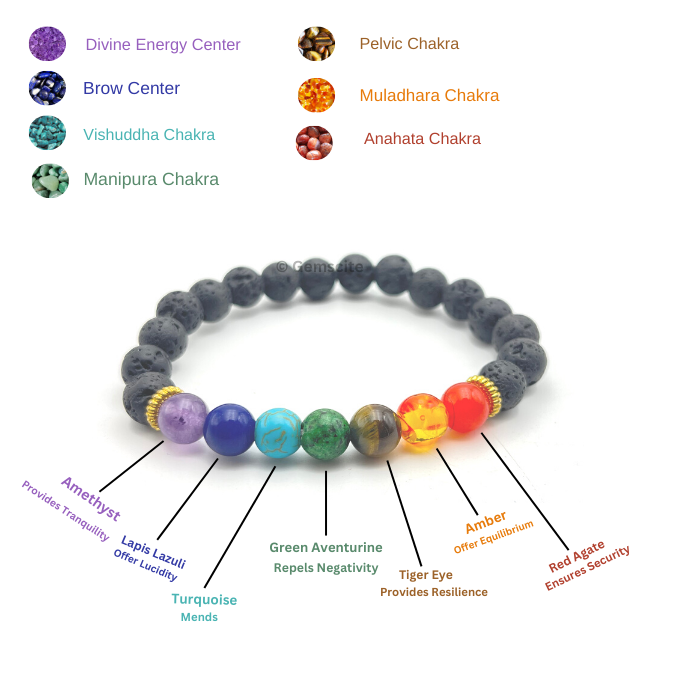 Divine Energy Center
Brow Center
Vishuddha Chakra
Manipura Chakra
Pelvic Chakra
Muladhara Chakra
Anahata Chakra
© Gemscite
Amethyst
Provides Tranquility
Lapis Lazuli
Offer Lucidity
Turquoise
Mends
Green Aventurine
Repels Negativity
Tiger Eye
Provides Resilience
Amber
Offer Equilibrium
Red Agate
Ensures Security